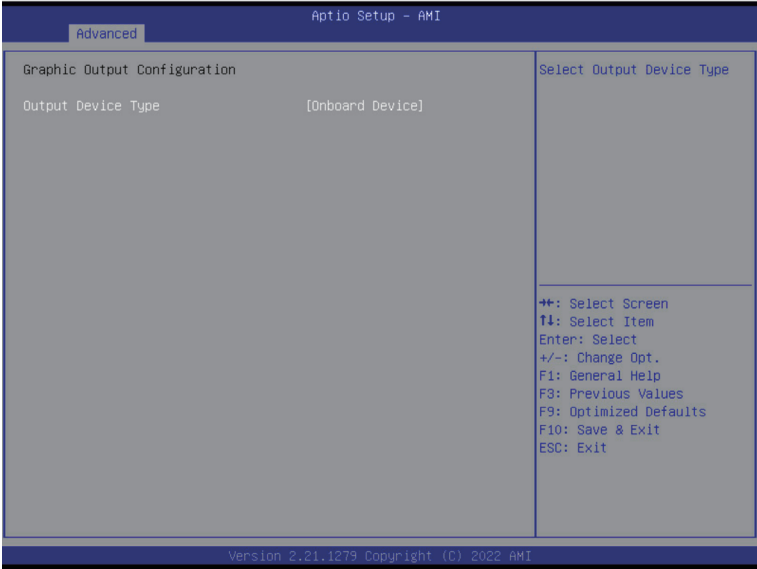 Aptio Setup – AMI
Advanced
Graphic Output Configuration
Output Device Type [Onboard Device]
Select Output Device Type
→←: Select Screen
↑↓: Select Item
Enter: Select
+/-: Change Opt.
F1: General Help
F3: Previous Values
F9: Optimized Defaults
F10: Save & Exit
ESC: Exit
Version 2.21.1279 Copyright (C) 2022 AMI